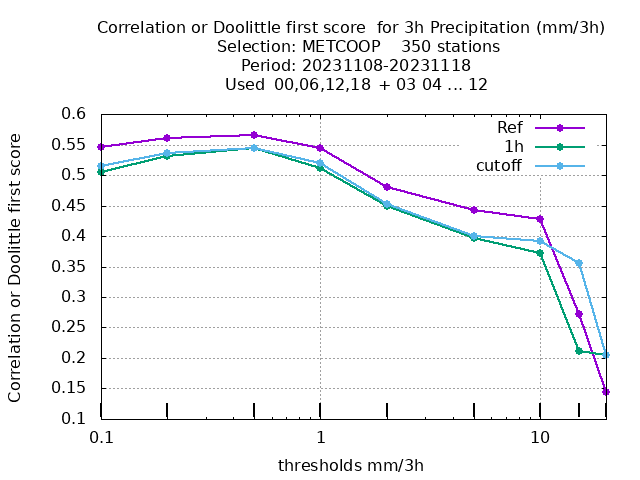 Correlation or Doolittle first score  for 3h Precipitation (mm/3h)
Selection: METCOOP    350 stations
Period: 20231108-20231118
Used  00,06,12,18  + 03 04 ... 12
Correlation or Doolittle first score
0.6
0.55
0.5
0.45
0.4
0.35
0.3
0.25
0.2
0.15
0.1
Ref
1h
cutoff
0.1 1 10
thresholds mm/3h